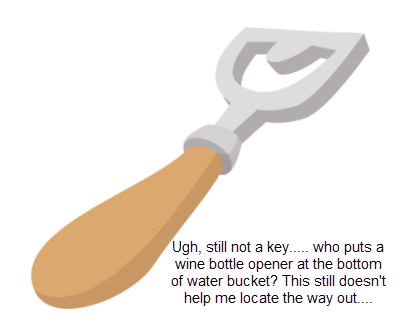 Ugh, still not a key..... who puts a
wine bottle opener at the bottom
of water bucket? This still doesn't
help me locate the way out....